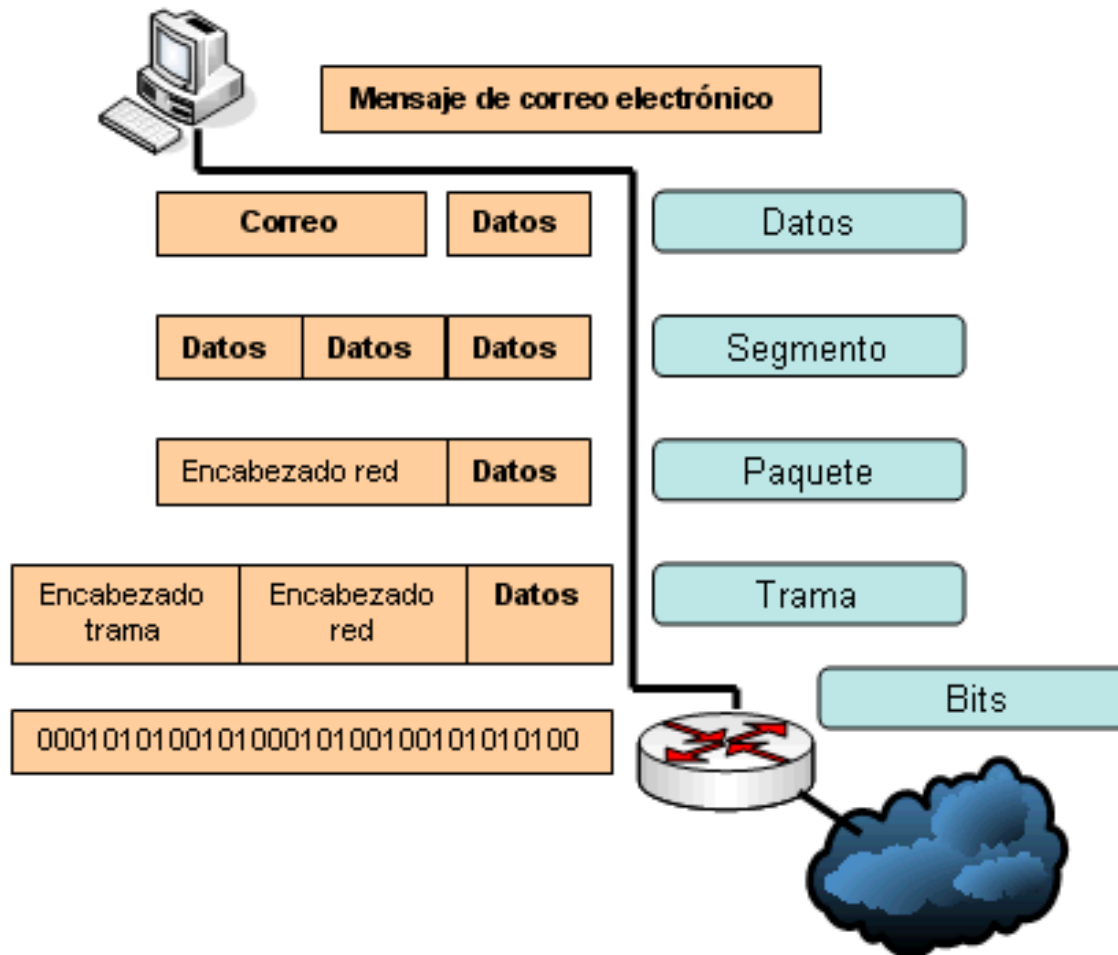 Mensaje de correo electrónico
Correo Datos Datos
Datos Datos Datos Segmento
Encabezado red Datos Paquete
Encabezado trama Encabezado red Datos Trama
Bits
0001010100101000101001001010100